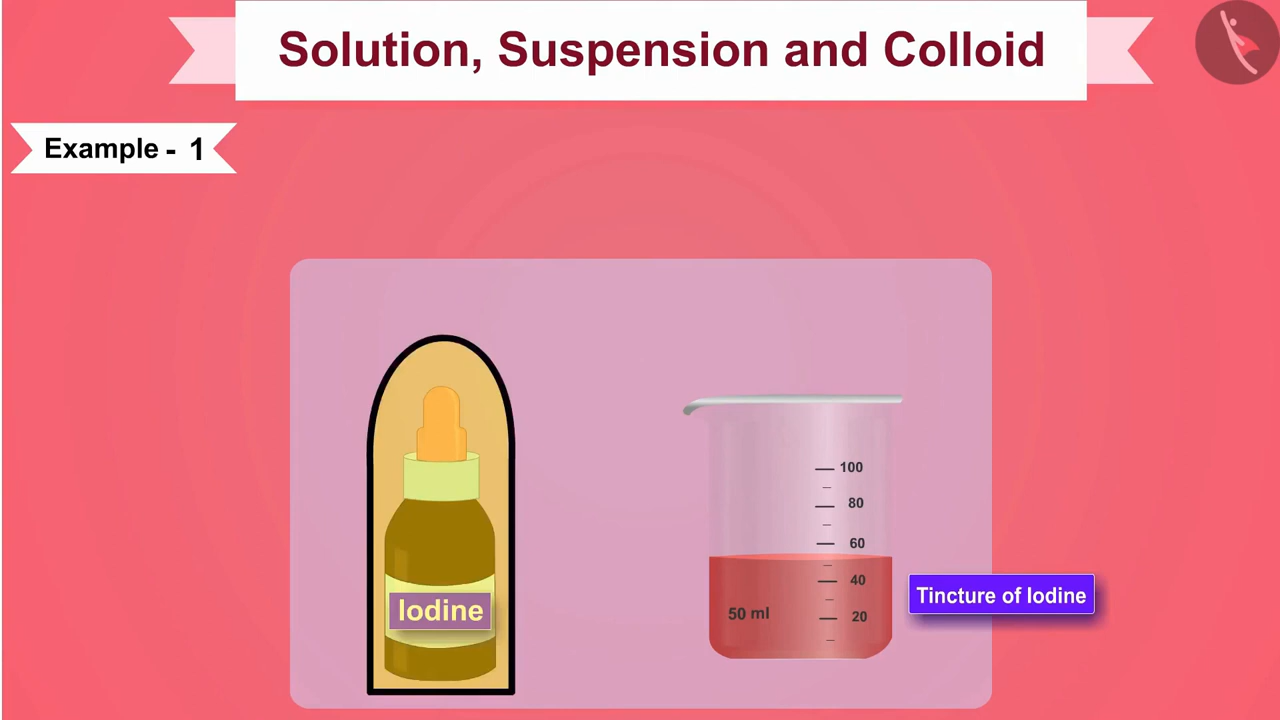 Solution, Suspension and Colloid
Example - 1
100
80
60
40
20
50 ml
Iodine
Tincture of Iodine